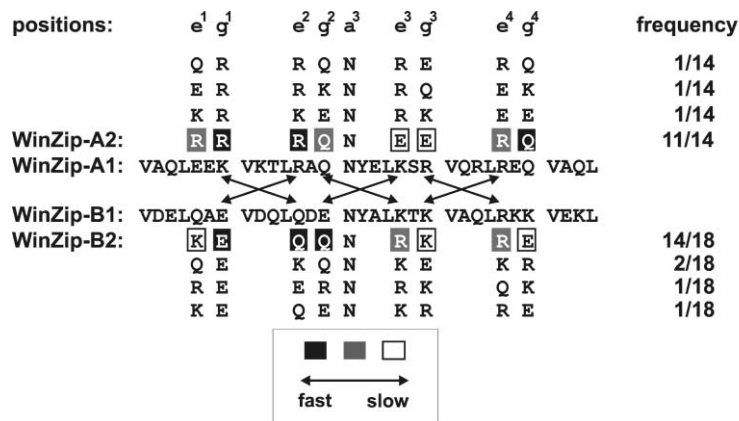 positions: e¹ g¹ e² g² a³ e³ g³ e⁴ g⁴ frequency
Q R R Q N R E R Q 1/14
E R R K N R Q E K 1/14
K R K E N R K E E 1/14
WinZip-A2: R R R Q N E E R Q 11/14
WinZip-A1: VAQLEEK VKTLRAQ NYELKSR VQRLREQ VAQL
WinZip-B1: VDELQAE VDQLQDE NYALKTK VAQLRKK VEKL
WinZip-B2: K E Q Q N R K R E 14/18
Q E K Q N K E K R 2/18
R E E R N R K Q K 1/18
K E Q E N K R R E 1/18
fast slow